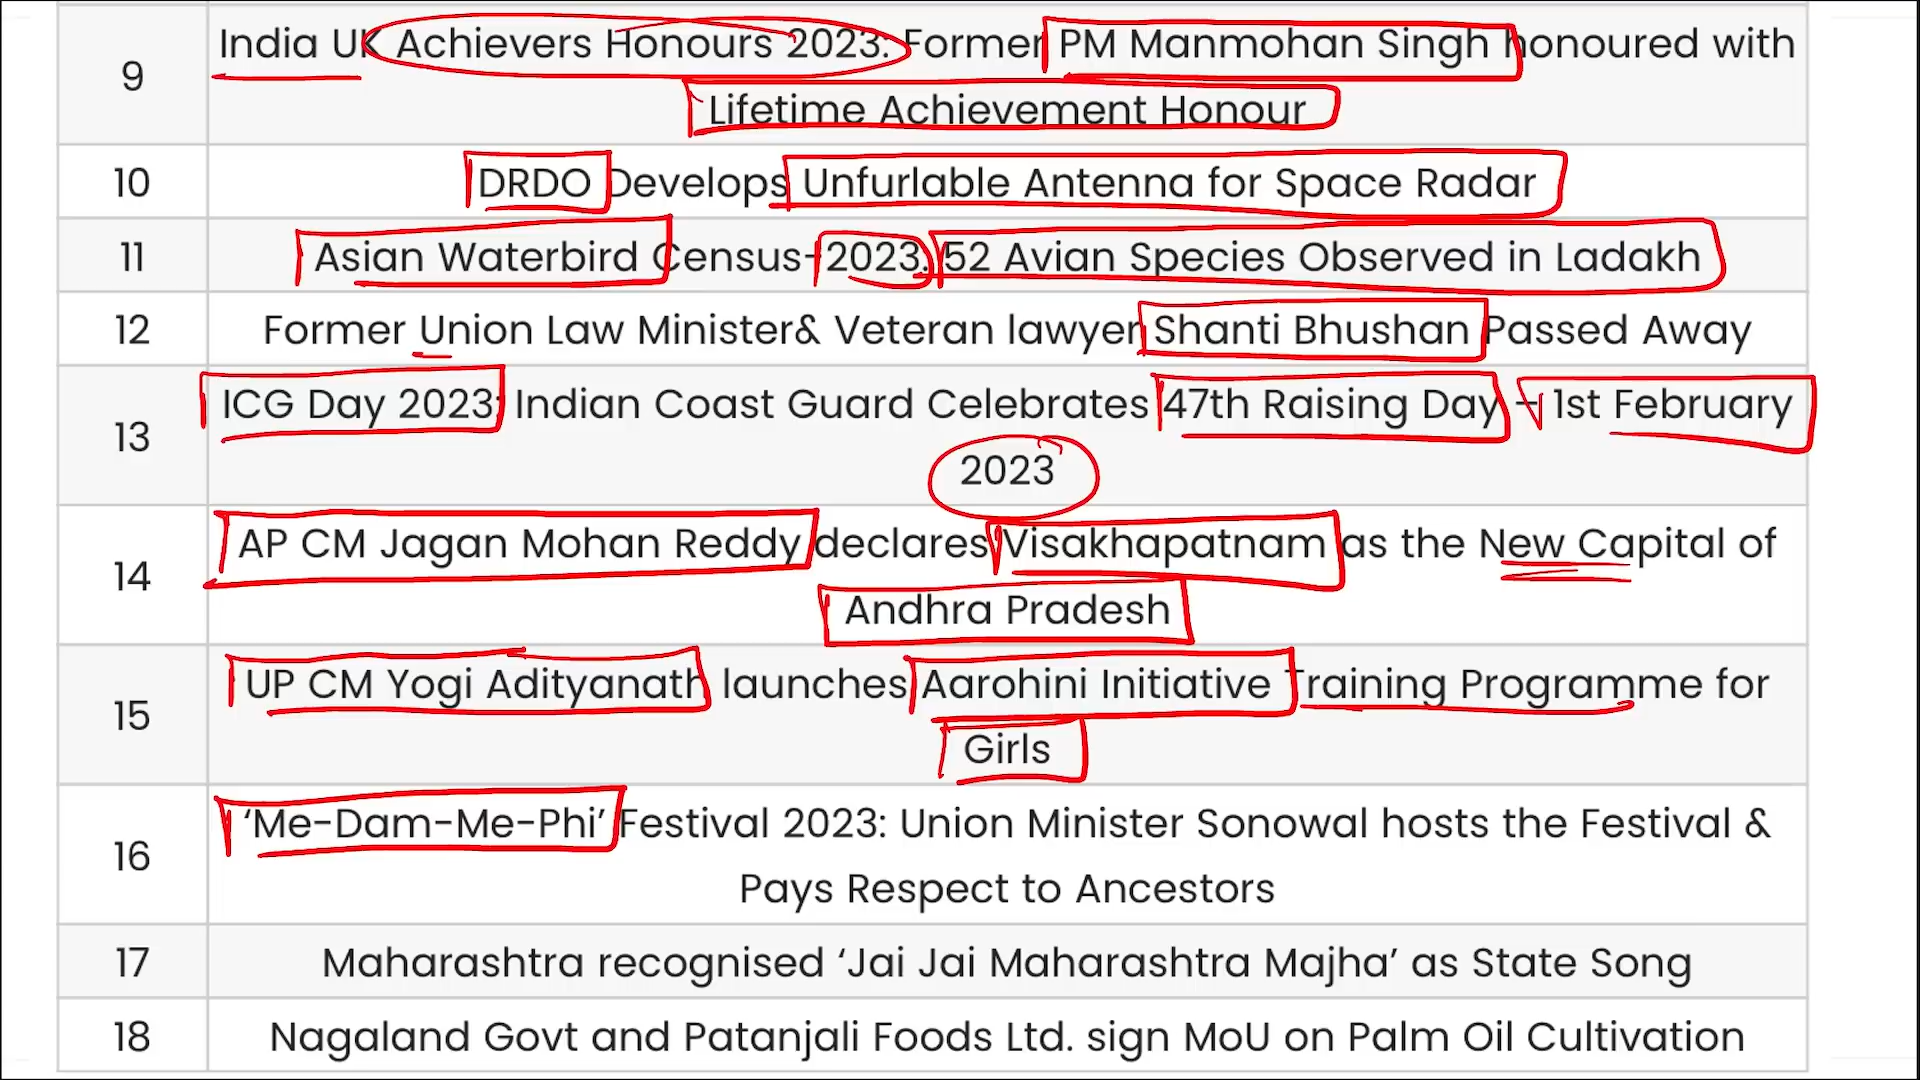 9
India UK Achievers Honours 2023: Former PM Manmohan Singh honoured with
Lifetime Achievement Honour
10
DRDO Develops Unfurlable Antenna for Space Radar
11
Asian Waterbird Census-2023: 52 Avian Species Observed in Ladakh
12
Former Union Law Minister& Veteran lawyer Shanti Bhushan Passed Away
13
ICG Day 2023: Indian Coast Guard Celebrates 47th Raising Day – 1st February
2023
14
AP CM Jagan Mohan Reddy declares Visakhapatnam as the New Capital of
Andhra Pradesh
15
UP CM Yogi Adityanath launches Aarohini Initiative Training Programme for
Girls
16
‘Me-Dam-Me-Phi’ Festival 2023: Union Minister Sonowal hosts the Festival &
Pays Respect to Ancestors
17
Maharashtra recognised ‘Jai Jai Maharashtra Majha’ as State Song
18
Nagaland Govt and Patanjali Foods Ltd. sign MoU on Palm Oil Cultivation